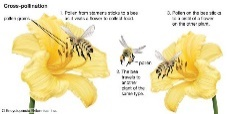 Cross-pollination
pollen grains
1. Pollen from stamens sticks to a bee
as it visits a flower to collect food.
pollen
2. The bee
travels to
another
plant of the
same type.
3. Pollen on the bee sticks
to a pistil of a flower
on the other plant.